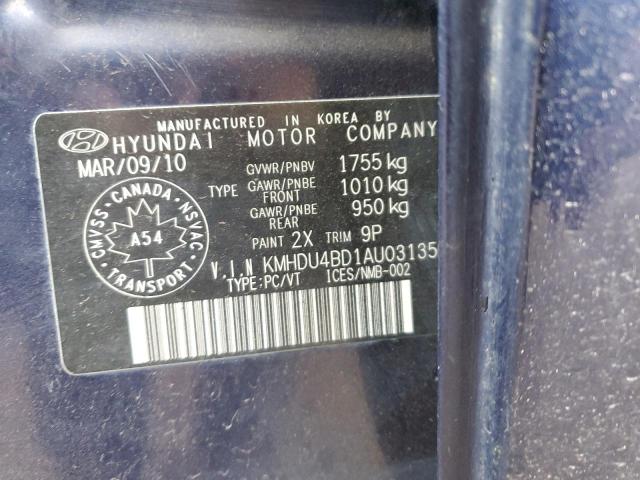 MANUFACTURED IN KOREA BY
HYUNDAI MOTOR COMPANY
MAR/09/10
GVWR/PNBV 1755 kg
TYPE GAWR/PNBE FRONT 1010 kg
GAWR/PNBE REAR 950 kg
PAINT 2X TRIM 9P
V.I.N KMHDU4BD1AU03135
TYPE:PC/VT ICES/NMB-002
CMVSS · CANADA · NSVAC
A54
TRANSPORT